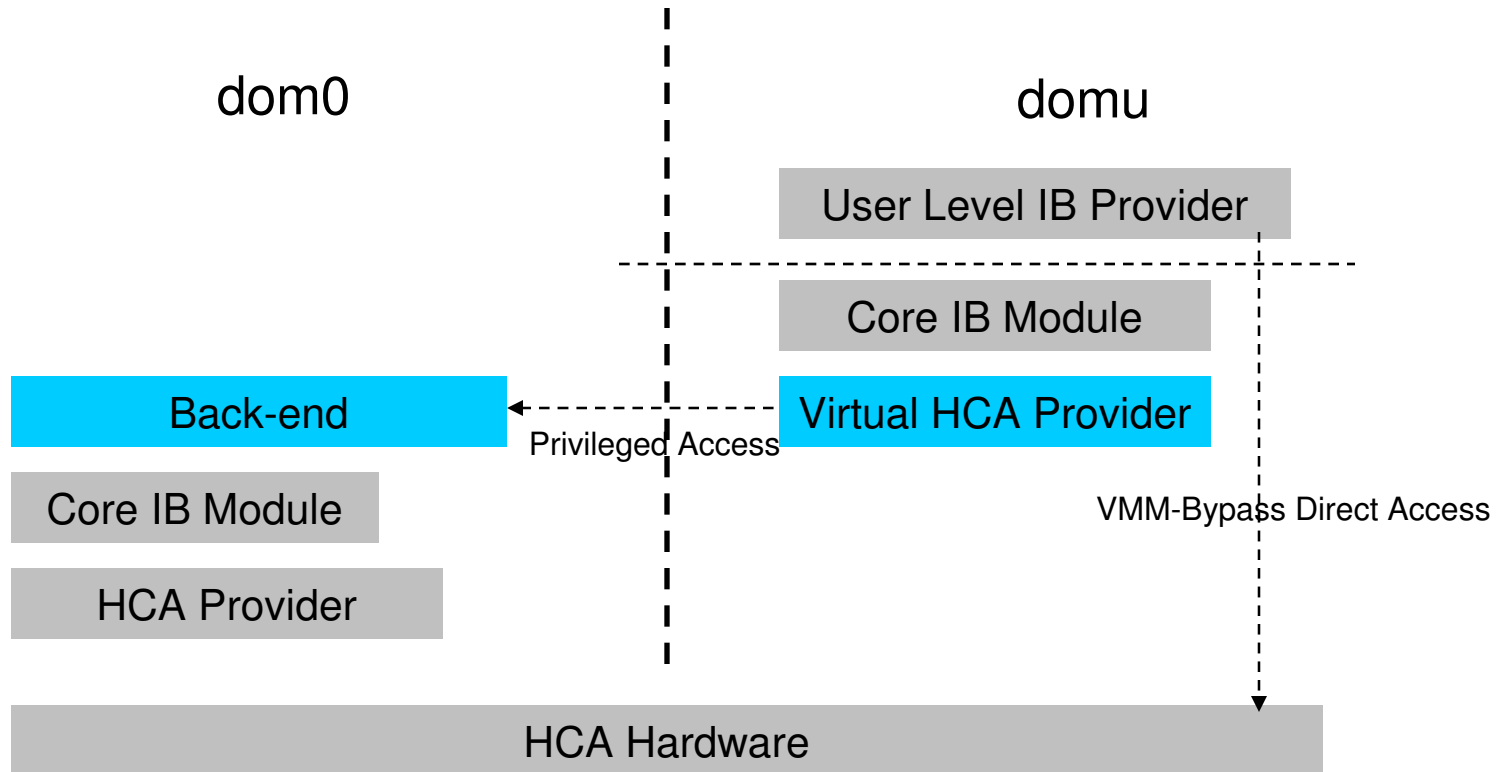 dom0
domu
User Level IB Provider
Core IB Module
Back-end
Virtual HCA Provider
Privileged Access
Core IB Module
VMM-Bypass Direct Access
HCA Provider
HCA Hardware